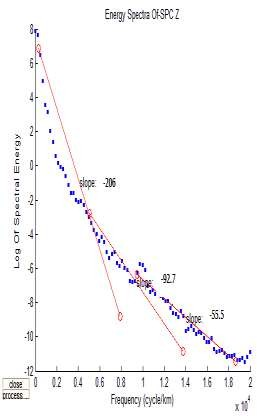 Energy Spectra Of-SPC Z
Log Of Spectral Energy
8
6
4
2
0
-2
-4
-6
-8
-10
-12
slope: -206
slope: -92.7
slope: -55.5
0 0.2 0.4 0.6 0.8 1 1.2 1.4 1.6 1.8 2
x 10^4
Frequency (cycle/km)
close
process...